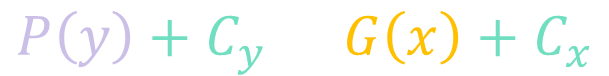 P(y) + C_y   G(x) + C_x